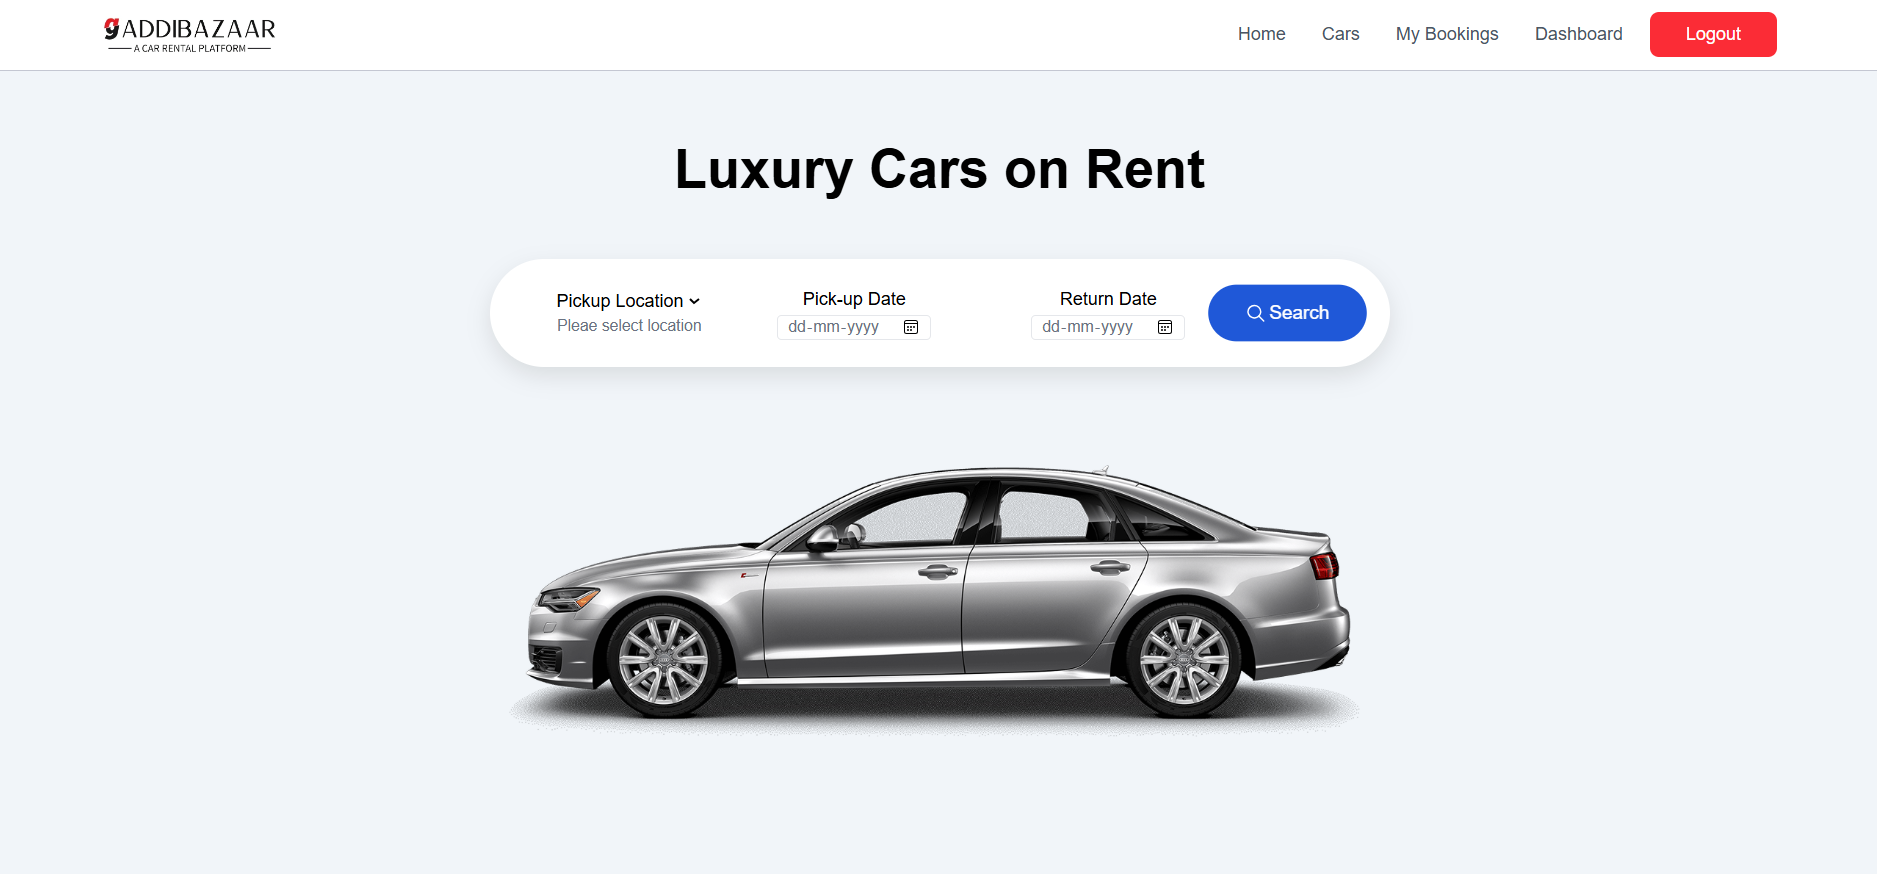 gADDIBAZAAR
A CAR RENTAL PLATFORM
Home Cars My Bookings Dashboard Logout
Luxury Cars on Rent
Pickup Location Pick-up Date Return Date Search
Pleae select location dd-mm-yyyy dd-mm-yyyy